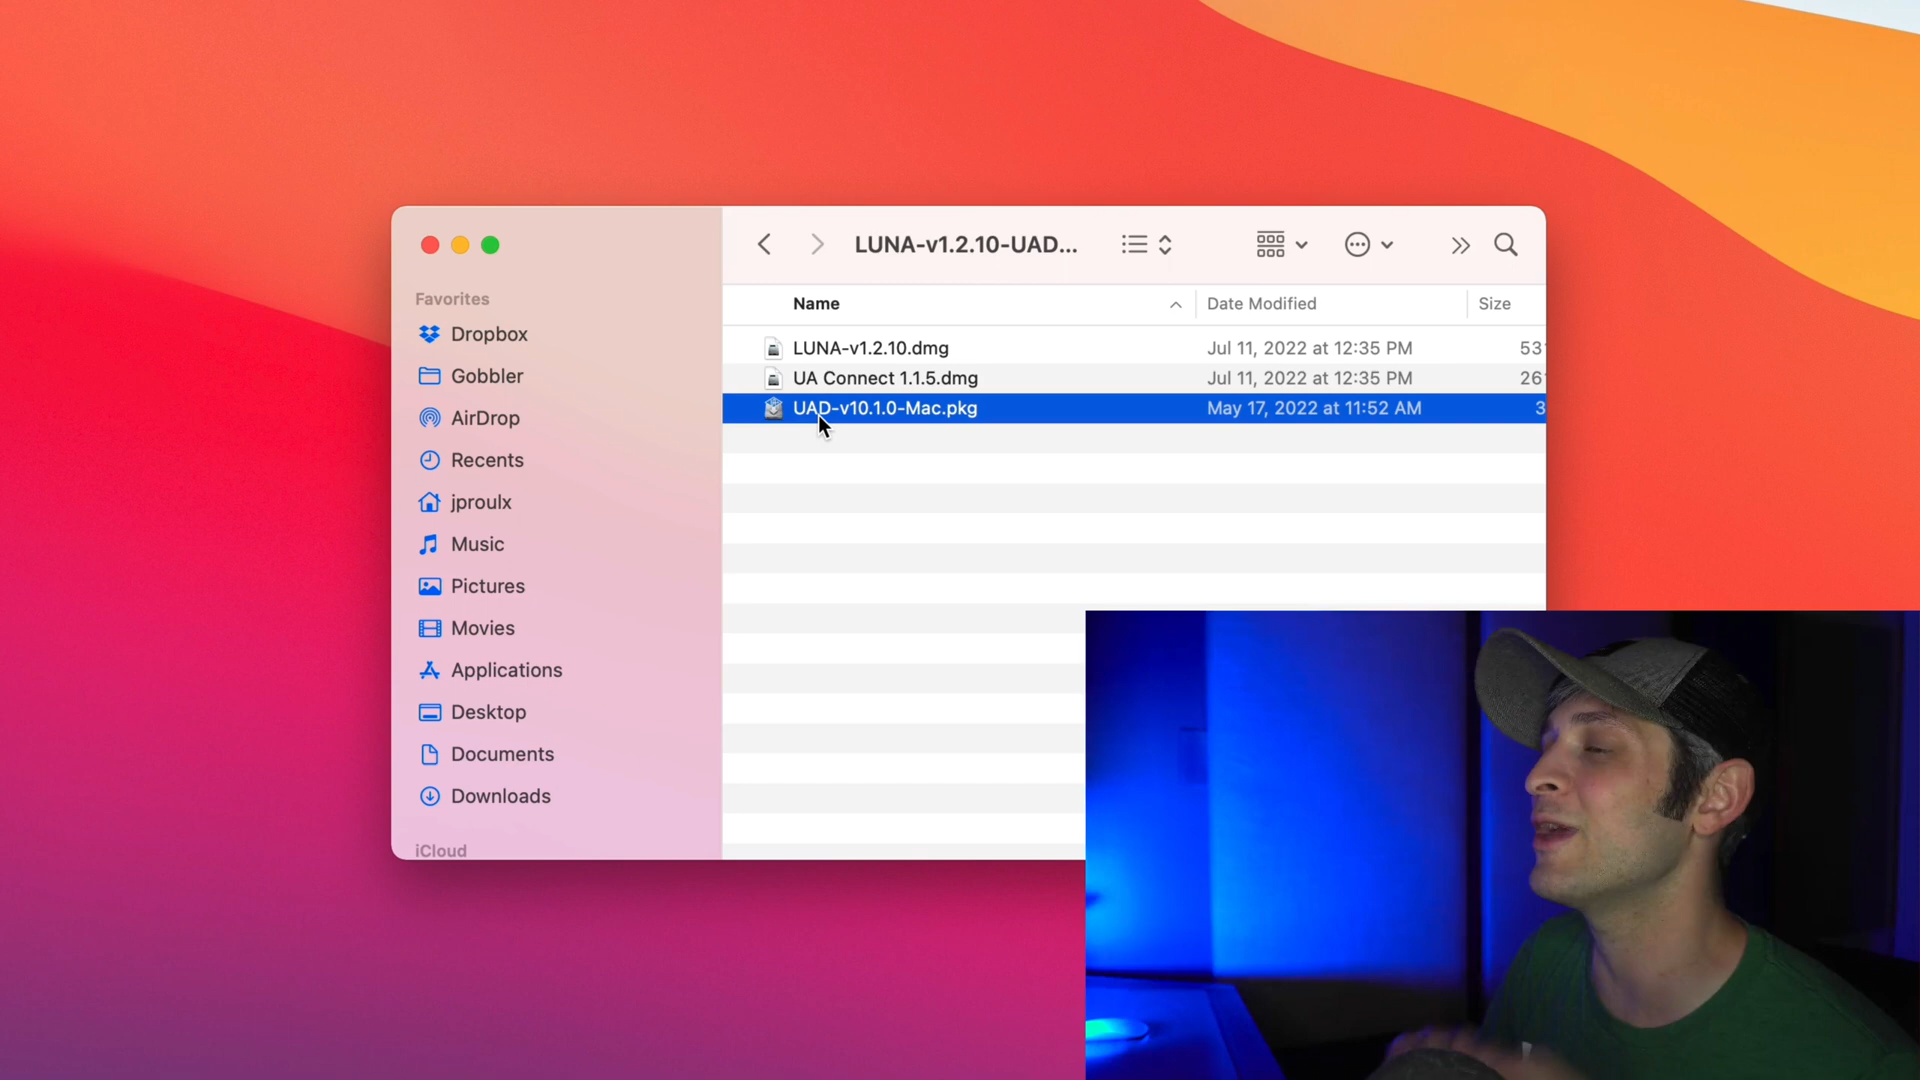 LUNA-v1.2.10-UAD...
Favorites
Dropbox
Gobbler
AirDrop
Recents
jproulx
Music
Pictures
Movies
Applications
Desktop
Documents
Downloads
iCloud
Name Date Modified Size
LUNA-v1.2.10.dmg Jul 11, 2022 at 12:35 PM 53
UA Connect 1.1.5.dmg Jul 11, 2022 at 12:35 PM 26
UAD-v10.1.0-Mac.pkg May 17, 2022 at 11:52 AM 3